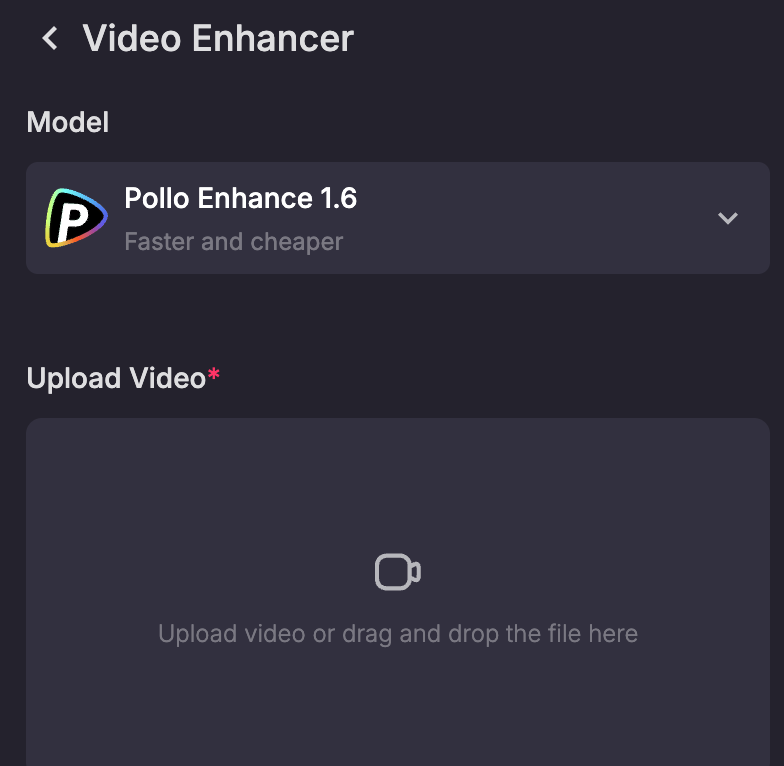 Video Enhancer
Model
P
Pollo Enhance 1.6
Faster and cheaper
Upload Video*
Upload video or drag and drop the file here